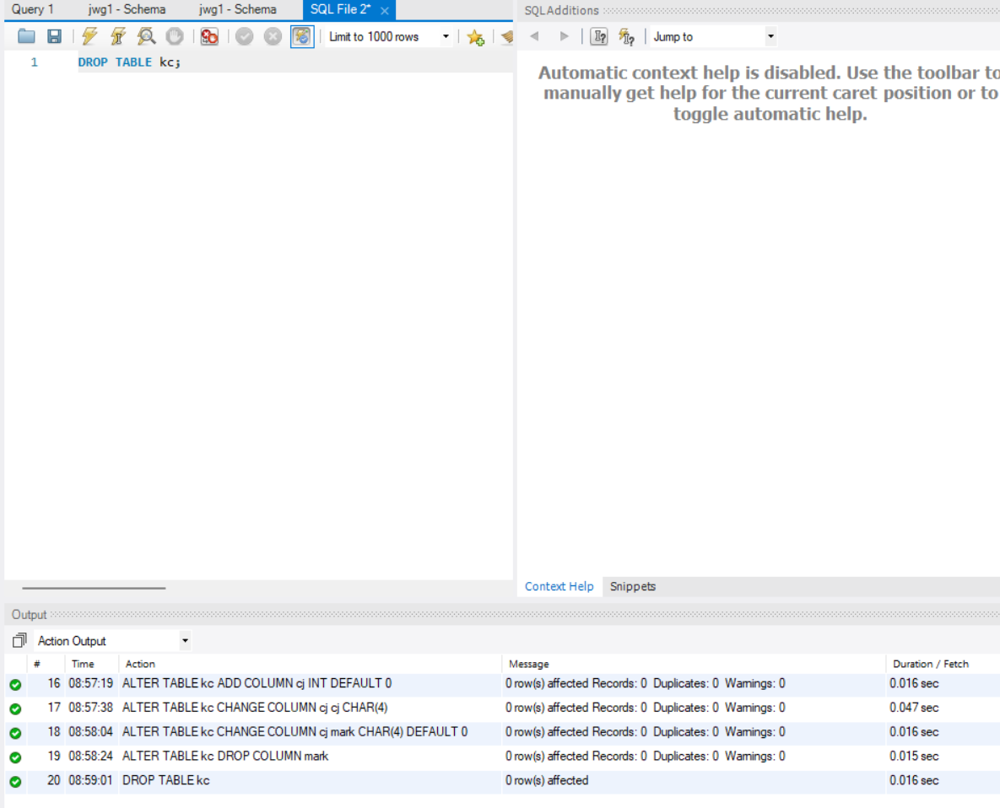 Query 1 jwg1 - Schema jwg1 - Schema SQL File 2* ×
SQLAdditions
Limit to 1000 rows
Jump to
1 DROP TABLE kc;
Automatic context help is disabled. Use the toolbar to
manually get help for the current caret position or to
toggle automatic help.
Context Help Snippets
Output
Action Output
# Time Action Message Duration / Fetch
16 08:57:19 ALTER TABLE kc ADD COLUMN cj INT DEFAULT 0 0 row(s) affected Records: 0 Duplicates: 0 Warnings: 0 0.016 sec
17 08:57:38 ALTER TABLE kc CHANGE COLUMN cj cj CHAR(4) 0 row(s) affected Records: 0 Duplicates: 0 Warnings: 0 0.047 sec
18 08:58:04 ALTER TABLE kc CHANGE COLUMN cj mark CHAR(4) DEFAULT 0 0 row(s) affected Records: 0 Duplicates: 0 Warnings: 0 0.016 sec
19 08:58:24 ALTER TABLE kc DROP COLUMN mark 0 row(s) affected Records: 0 Duplicates: 0 Warnings: 0 0.015 sec
20 08:59:01 DROP TABLE kc 0 row(s) affected 0.016 sec